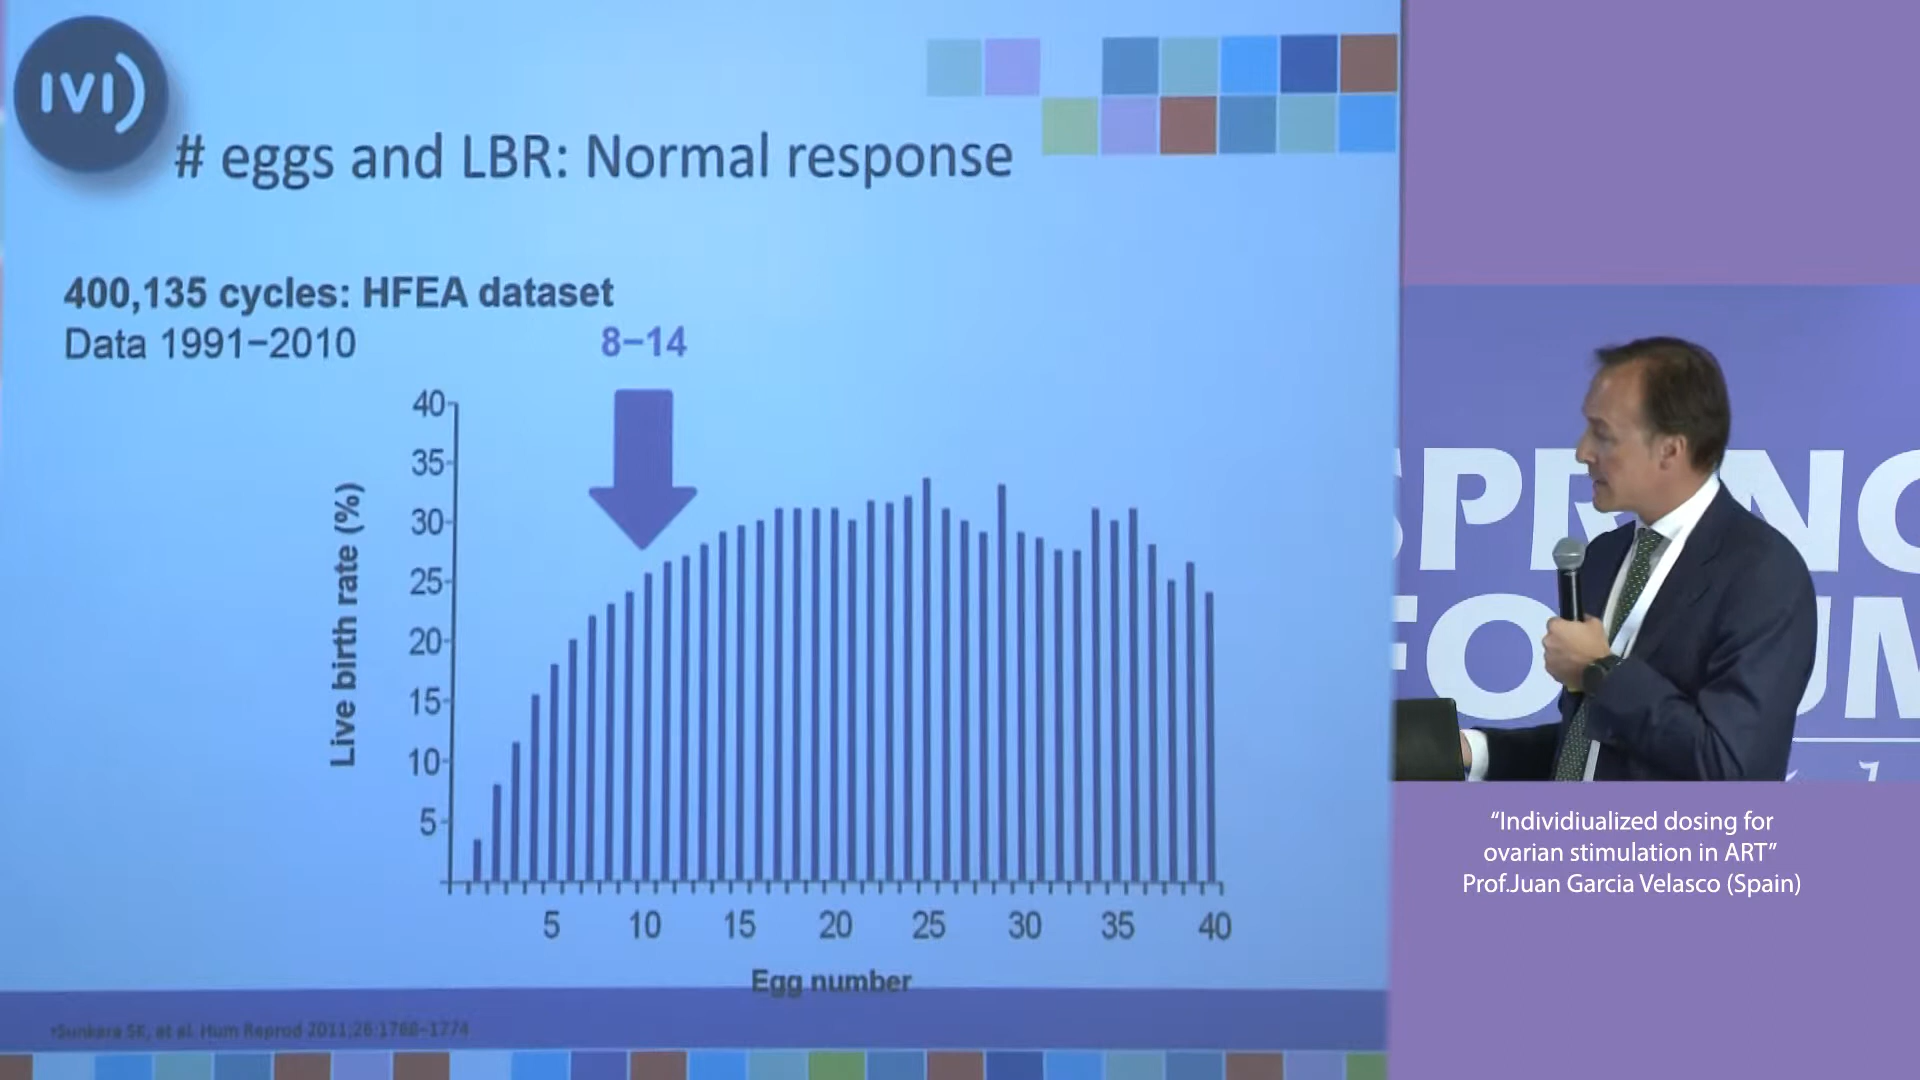 IVI)
# eggs and LBR: Normal response
400,135 cycles: HFEA dataset
Data 1991–2010
8–14
40
35
30
25
20
15
10
5
Live birth rate (%)
5 10 15 20 25 30 35 40
Egg number
Sunkara SK, et al. Hum Reprod 2011;26:1768–1774
SPRING
FORUM
“Individiualized dosing for
ovarian stimulation in ART”
Prof.Juan Garcia Velasco (Spain)